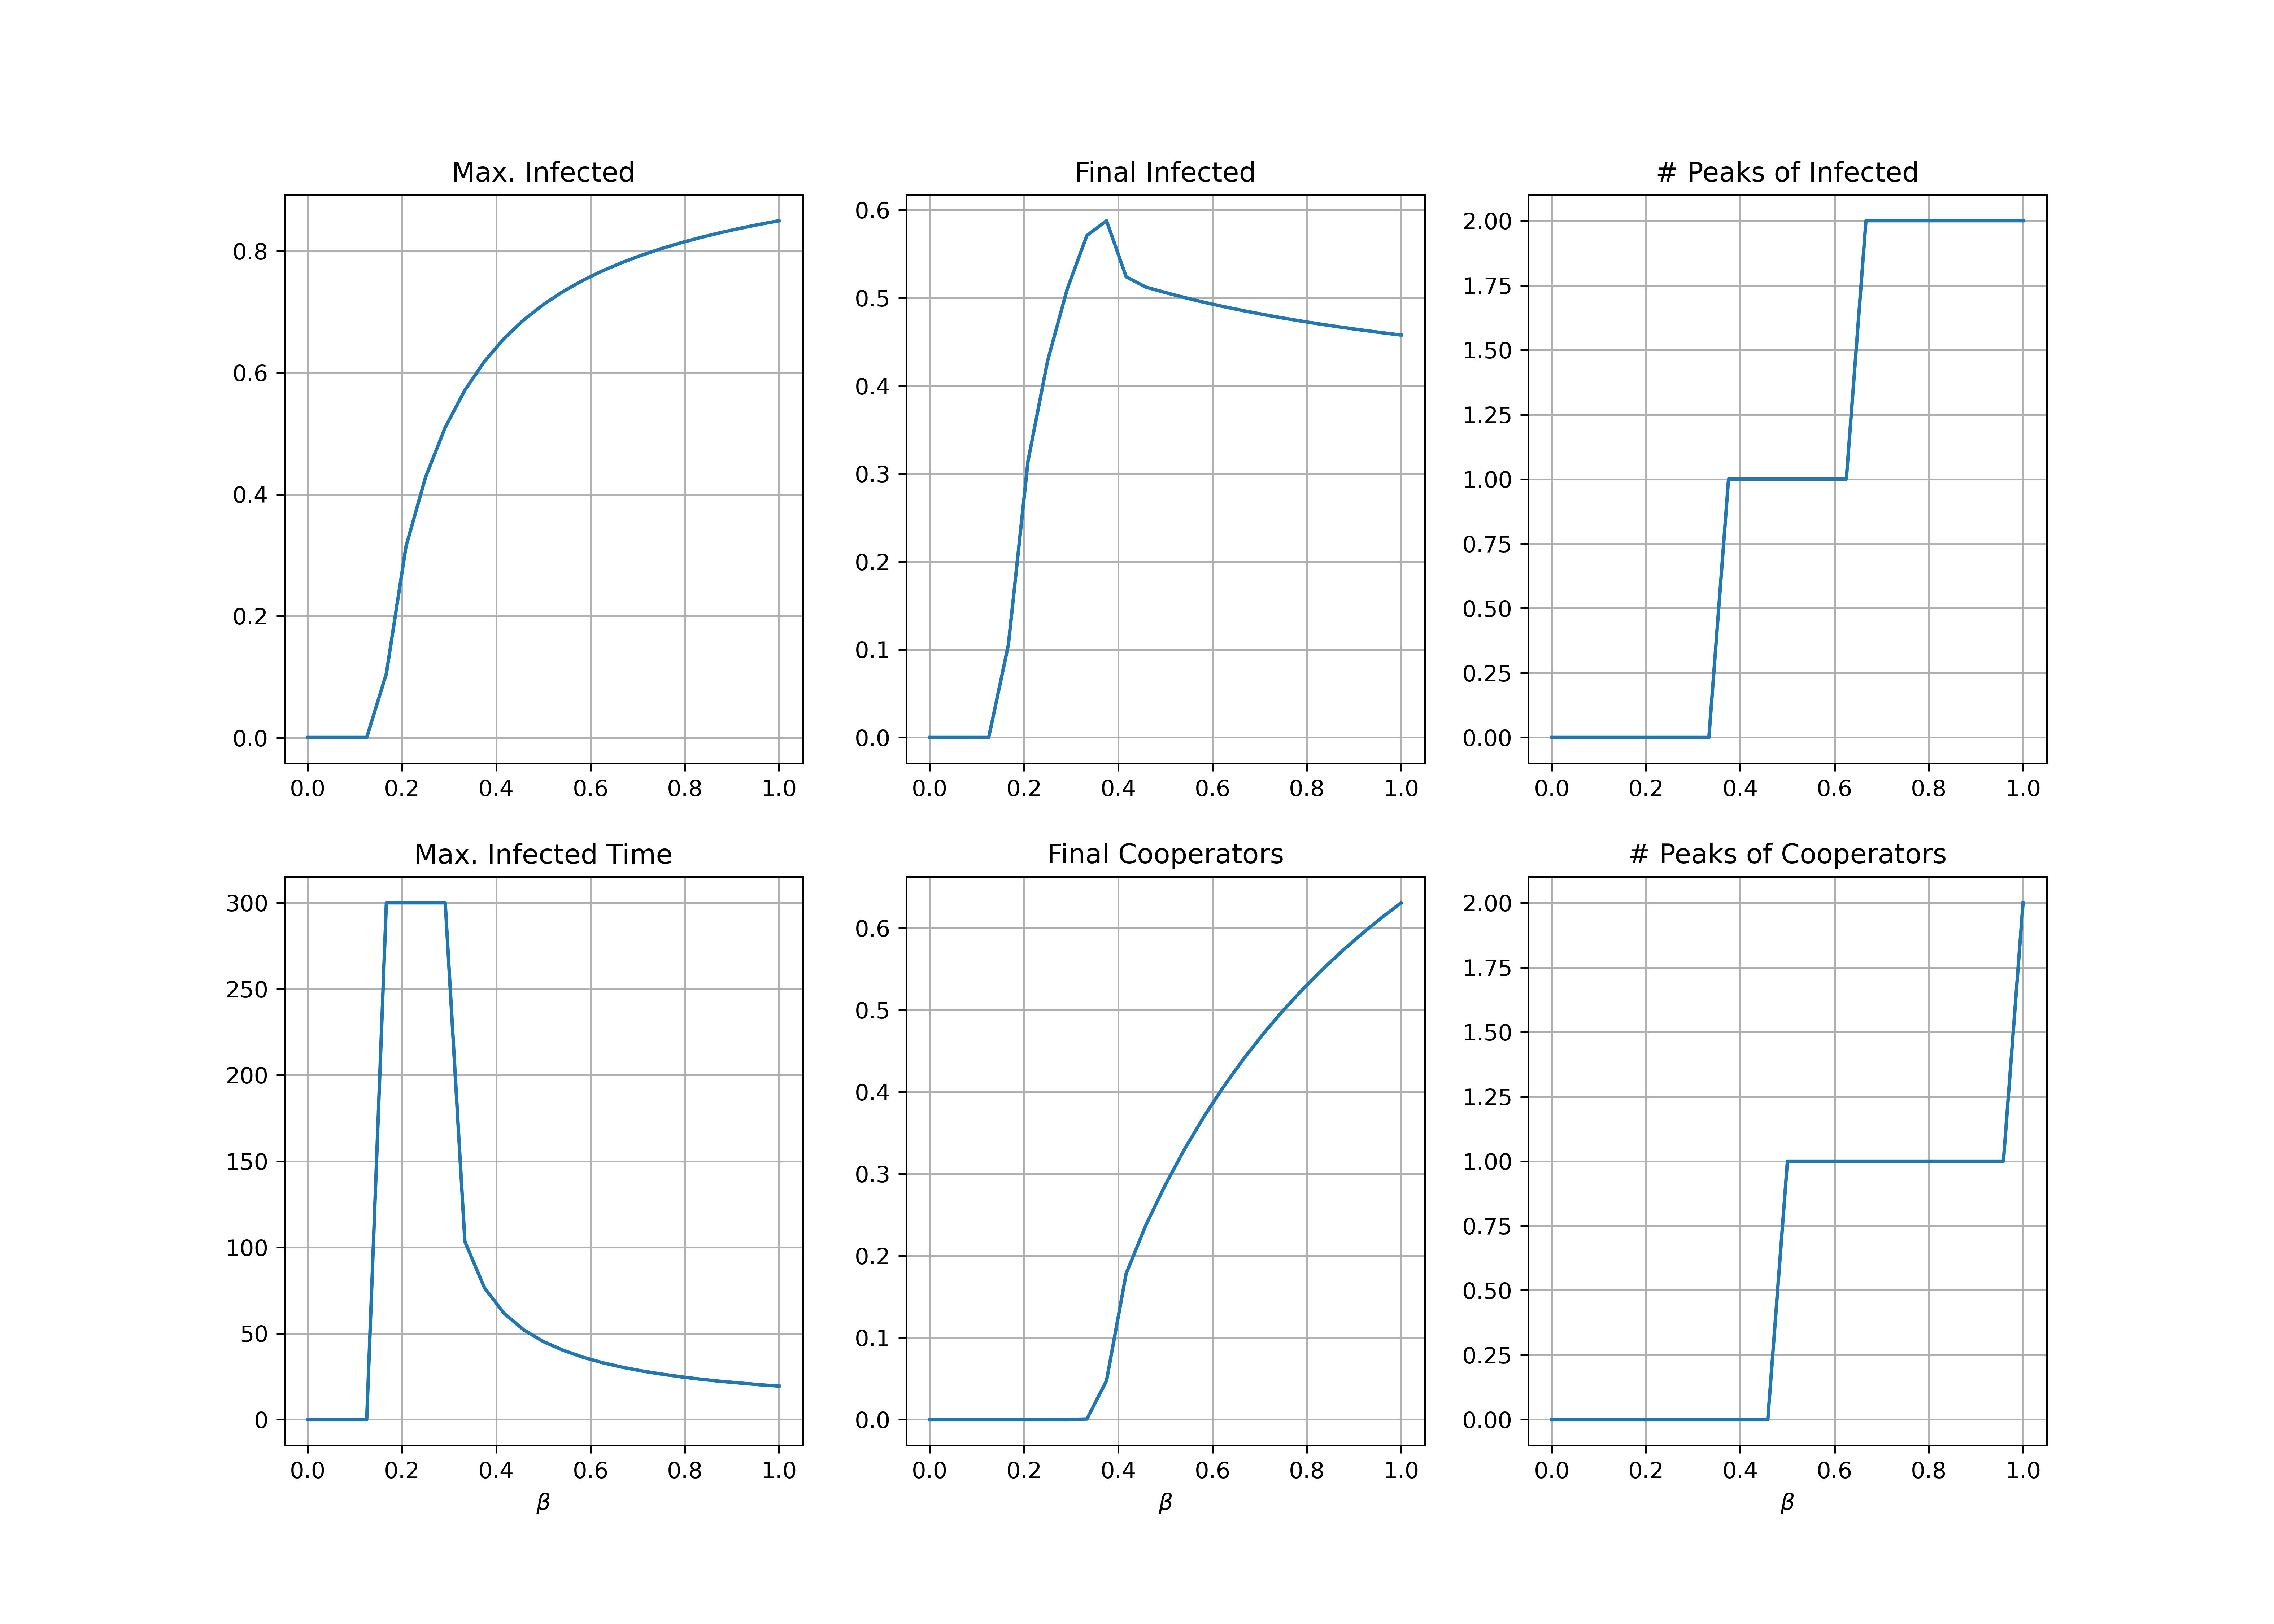 Max. Infected
0.8
0.6
0.4
0.2
0.0
0.0 0.2 0.4 0.6 0.8 1.0
Final Infected
0.6
0.5
0.4
0.3
0.2
0.1
0.0
0.0 0.2 0.4 0.6 0.8 1.0
# Peaks of Infected
2.00
1.75
1.50
1.25
1.00
0.75
0.50
0.25
0.00
0.0 0.2 0.4 0.6 0.8 1.0
Max. Infected Time
300
250
200
150
100
50
0
0.0 0.2 0.4 0.6 0.8 1.0
β
Final Cooperators
0.6
0.5
0.4
0.3
0.2
0.1
0.0
0.0 0.2 0.4 0.6 0.8 1.0
β
# Peaks of Cooperators
2.00
1.75
1.50
1.25
1.00
0.75
0.50
0.25
0.00
0.0 0.2 0.4 0.6 0.8 1.0
β